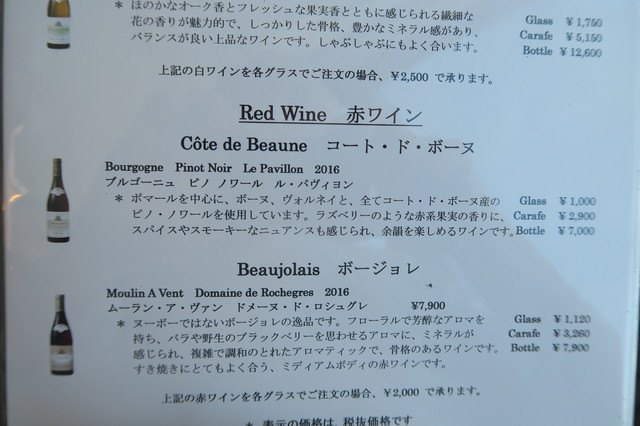 ほのかなオーク香とフレッシュな果実香とともに感じられる繊細な
花の香りが魅力的で、しっかりした骨格、豊かなミネラル感があり、
バランスが良い上品なワインです。しゃぶしゃぶにもよく合います。
Glass ¥1,750
Carafe ¥5,150
Bottle ¥12,600
上記の白ワインを各グラスでご注文の場合、¥2,500 で承ります。
Red Wine 赤ワイン
Côte de Beaune コート・ド・ボーヌ
Bourgogne Pinot Noir Le Pavillon 2016
ブルゴーニュ ピノ ノワール ル・パヴィヨン
＊ ポマールを中心に、ボーヌ、ヴォルネイと、全てコート・ド・ボーヌ産の
ピノ・ノワールを使用しています。ラズベリーのような赤系果実の香りに、
スパイスやスモーキーなニュアンスも感じられ、余韻を楽しめるワインです。
Glass ¥1,000
Carafe ¥2,900
Bottle ¥7,000
Beaujolais ボージョレ
Moulin A Vent Domaine de Rochegres 2016
ムーラン・ア・ヴァン ドメーヌ・ド・ロシュグレ ¥7,900
＊ ヌーボーではないボージョレの逸品です。フローラルで芳醇なアロマを
持ち、バラや野生のブラックベリーを思わせるアロマに、ミネラルが
感じられ、複雑で調和のとれたアロマティックで、骨格のあるワインです。
すき焼きにとてもよく合う、ミディアムボディの赤ワインです。
Glass ¥1,120
Carafe ¥3,260
Bottle ¥7,900
上記の赤ワインを各グラスでご注文の場合、¥2,000 で承ります。
＊ 表示の価格は、税抜価格です